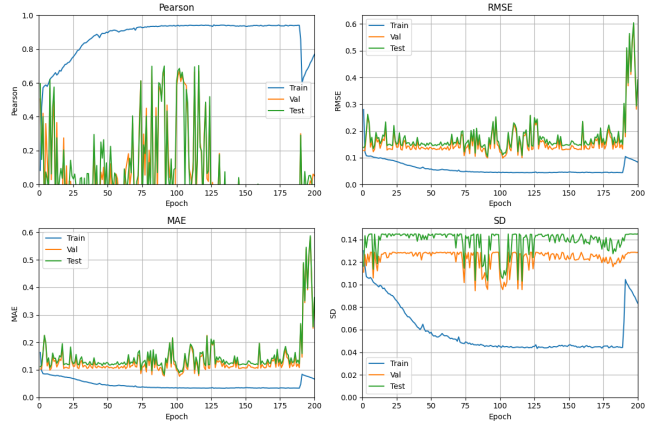 Pearson
1.0
0.8
0.6
0.4
0.2
0.0
Pearson
Train
Val
Test
0
25
50
75
100
125
150
175
200
Epoch
RMSE
0.6
0.5
0.4
0.3
0.2
0.1
0.0
RMSE
Train
Val
Test
0
25
50
75
100
125
150
175
200
Epoch
MAE
0.6
0.5
0.4
0.3
0.2
0.1
0.0
MAE
Train
Val
Test
0
25
50
75
100
125
150
175
200
Epoch
SD
0.14
0.12
0.10
0.08
0.06
0.04
0.02
0.00
SD
Train
Val
Test
0
25
50
75
100
125
150
175
200
Epoch